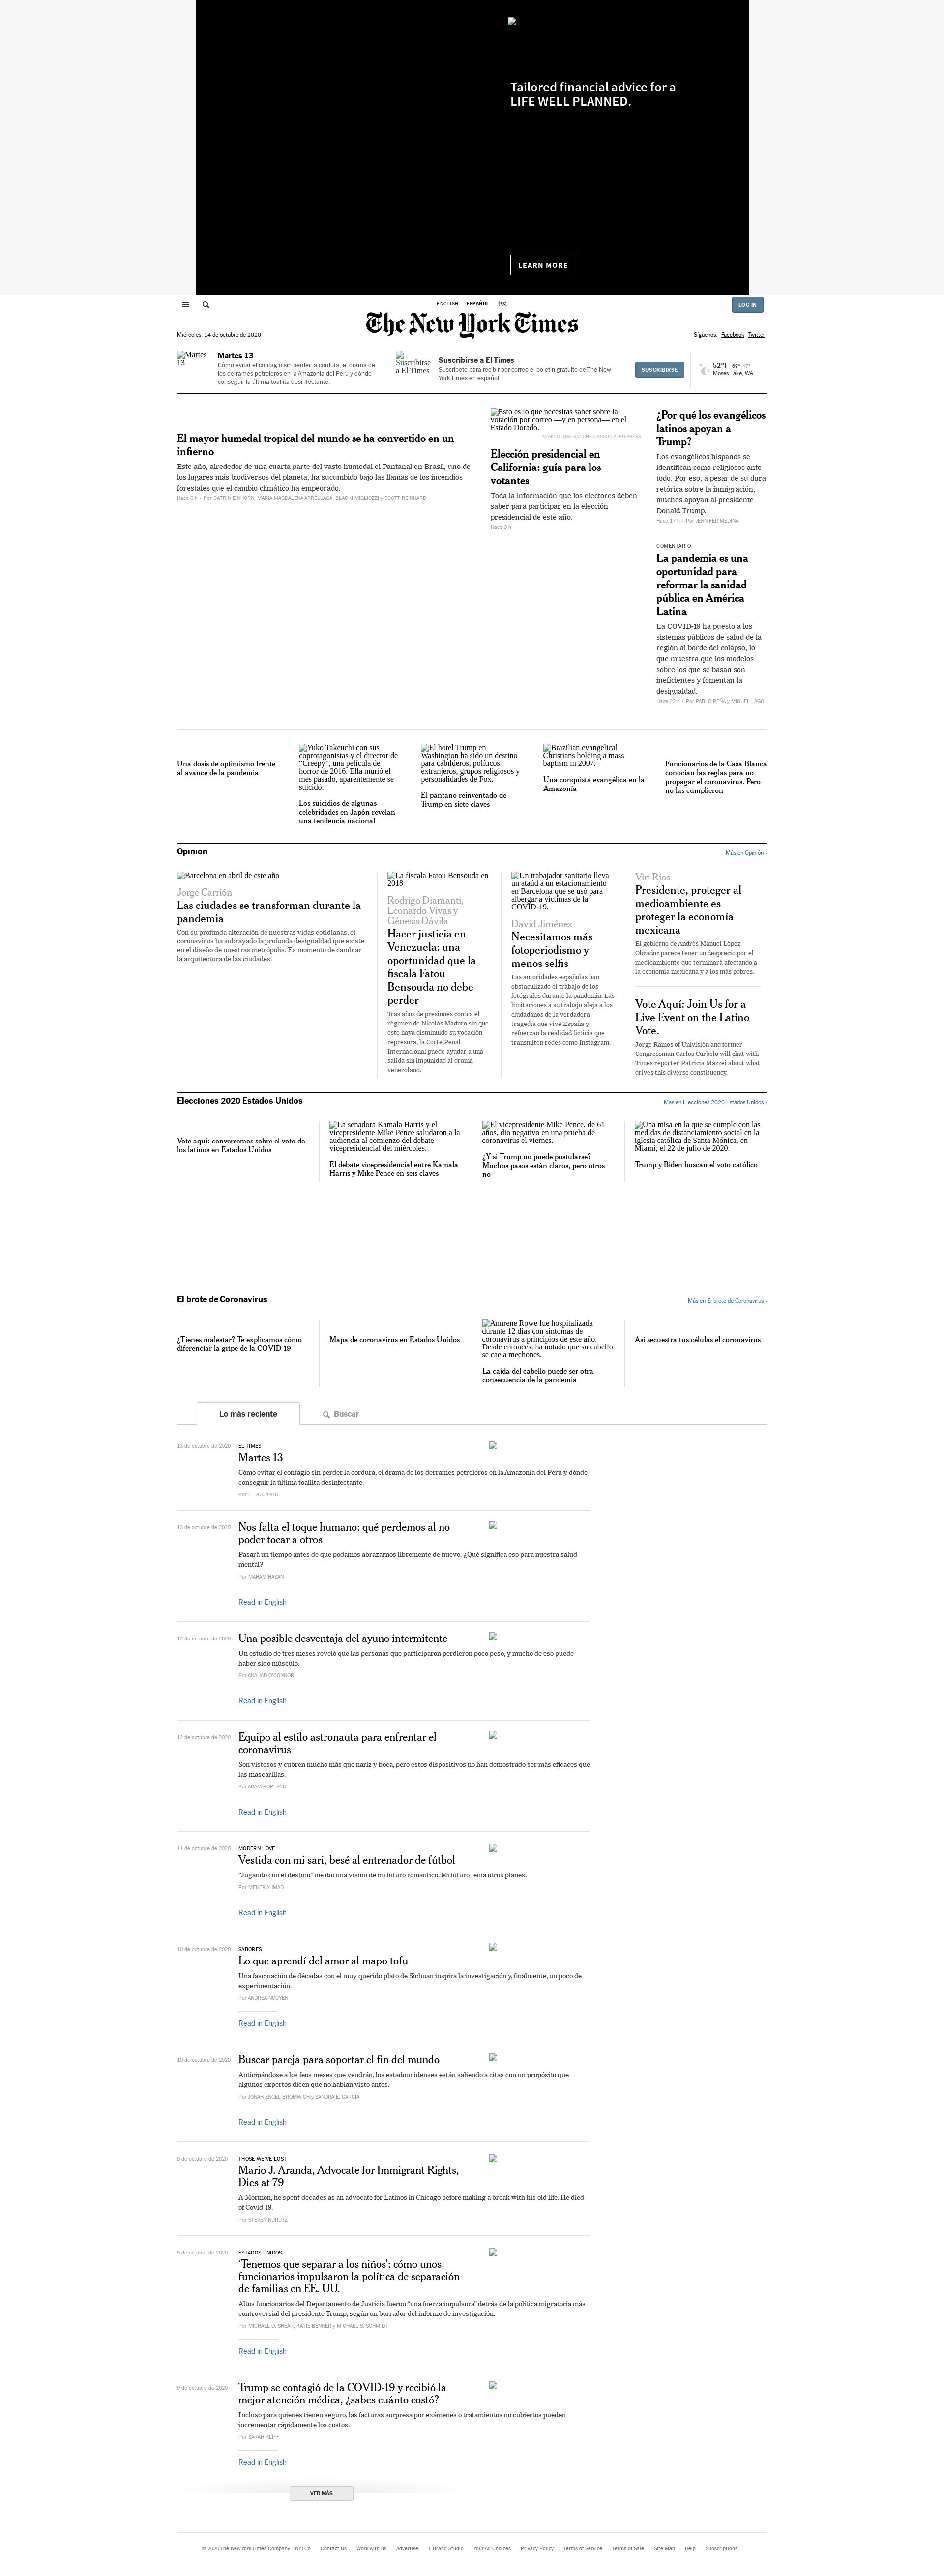 Tailored financial advice for a
LIFE WELL PLANNED.
LEARN MORE
ENGLISH ESPAÑOL 中文
LOG IN
The New York Times
Miércoles, 14 de octubre de 2020
Síguenos: Facebook Twitter
Martes 13
Martes 13
Cómo evitar el contagio sin perder la cordura, el drama de
los derrames petroleros en la Amazonía del Perú y dónde
conseguir la última toallita desinfectante.
Suscribirse a El Times
Suscribirse a El Times
Suscríbete para recibir por correo el boletín gratuito de The New
York Times en español.
SUSCRIBIRSE
52°F 69° 47°
Moses Lake, WA
El mayor humedal tropical del mundo se ha convertido en un
infierno
Este año, alrededor de una cuarta parte del vasto humedal el Pantanal en Brasil, uno de
los lugares más biodiversos del planeta, ha sucumbido bajo las llamas de los incendios
forestales que el cambio climático ha empeorado.
Hace 6 h - Por CATRIN EINHORN, MARIA MAGDALENA ARRÉLLAGA, BLACKI MIGLIOZZI y SCOTT REINHARD
Esto es lo que necesitas saber sobre la
votación por correo —y en persona— en el
Estado Dorado.
MARCIO JOSE SANCHEZ/ASSOCIATED PRESS
Elección presidencial en
California: guía para los
votantes
Toda la información que los electores deben
saber para participar en la elección
presidencial de este año.
Hace 9 h
¿Por qué los evangélicos
latinos apoyan a
Trump?
Los evangélicos hispanos se
identifican como religiosos ante
todo. Por eso, a pesar de su dura
retórica sobre la inmigración,
muchos apoyan al presidente
Donald Trump.
Hace 17 h - Por JENNIFER MEDINA
COMENTARIO
La pandemia es una
oportunidad para
reformar la sanidad
pública en América
Latina
La COVID-19 ha puesto a los
sistemas públicos de salud de la
región al borde del colapso, lo
que muestra que los modelos
sobre los que se basan son
ineficientes y fomentan la
desigualdad.
Hace 22 h - Por PABLO PEÑA y MIGUEL LAGO
Una dosis de optimismo frente
al avance de la pandemia
Yuko Takeuchi con sus
coprotagonistas y el director de
“Creepy”, una película de
horror de 2016. Ella murió el
mes pasado, aparentemente se
suicidó.
Los suicidios de algunas
celebridades en Japón revelan
una tendencia nacional
El hotel Trump en
Washington ha sido un destino
para cabilderos, políticos
extranjeros, grupos religiosos y
personalidades de Fox.
El pantano reinventado de
Trump en siete claves
Brazilian evangelical
Christians holding a mass
baptism in 2007.
Una conquista evangélica en la
Amazonía
Funcionarios de la Casa Blanca
conocían las reglas para no
propagar el coronavirus. Pero
no las cumplieron
Opinión
Más en Opinión ›
Barcelona en abril de este año
Jorge Carrión
Las ciudades se transforman durante la
pandemia
Con su profunda alteración de nuestras vidas cotidianas, el
coronavirus ha subrayado la profunda desigualdad que existe
en el diseño de nuestras metrópolis. Es momento de cambiar
la arquitectura de las ciudades.
La fiscala Fatou Bensouda en
2018
Rodrigo Diamanti,
Leonardo Vivas y
Génesis Dávila
Hacer justicia en
Venezuela: una
oportunidad que la
fiscala Fatou
Bensouda no debe
perder
Tras años de presiones contra el
régimen de Nicolás Maduro sin que
este haya disminuido su vocación
represora, la Corte Penal
Internacional puede ayudar a una
salida sin impunidad al drama
venezolano.
Un trabajador sanitario lleva
un ataúd a un estacionamiento
en Barcelona que se usó para
albergar a víctimas de la
COVID-19.
David Jiménez
Necesitamos más
fotoperiodismo y
menos selfis
Las autoridades españolas han
obstaculizado el trabajo de los
fotógrafos durante la pandemia. Las
limitaciones a su trabajo aleja a los
ciudadanos de la verdadera
tragedia que vive España y
refuerzan la realidad ficticia que
transmiten redes como Instagram.
Viri Ríos
Presidente, proteger al
medioambiente es
proteger la economía
mexicana
El gobierno de Andrés Manuel López
Obrador parece tener un desprecio por el
medioambiente que terminará afectando a
la economía mexicana y a los más pobres.
Vote Aquí: Join Us for a
Live Event on the Latino
Vote.
Jorge Ramos of Univisión and former
Congressman Carlos Curbelo will chat with
Times reporter Patricia Mazzei about what
drives this diverse constituency.
Elecciones 2020 Estados Unidos
Más en Elecciones 2020 Estados Unidos ›
Vote aquí: conversemos sobre el voto de
los latinos en Estados Unidos
La senadora Kamala Harris y el
vicepresidente Mike Pence saludaron a la
audiencia al comienzo del debate
vicepresidencial del miércoles.
El debate vicepresidencial entre Kamala
Harris y Mike Pence en seis claves
El vicepresidente Mike Pence, de 61
años, dio negativo en una prueba de
coronavirus el viernes.
¿Y si Trump no puede postularse?
Muchos pasos están claros, pero otros
no
Una misa en la que se cumple con las
medidas de distanciamiento social en la
iglesia católica de Santa Mónica, en
Miami, el 22 de julio de 2020.
Trump y Biden buscan el voto católico
El brote de Coronavirus
Más en El brote de Coronavirus ›
¿Tienes malestar? Te explicamos cómo
diferenciar la gripe de la COVID-19
Mapa de coronavirus en Estados Unidos
Annrene Rowe fue hospitalizada
durante 12 días con síntomas de
coronavirus a principios de este año.
Desde entonces, ha notado que su cabello
se cae a mechones.
La caída del cabello puede ser otra
consecuencia de la pandemia
Así secuestra tus células el coronavirus
Lo más reciente
Buscar
13 de octubre de 2020
EL TIMES
Martes 13
Cómo evitar el contagio sin perder la cordura, el drama de los derrames petroleros en la Amazonía del Perú y dónde
conseguir la última toallita desinfectante.
Por ELDA CANTÚ
13 de octubre de 2020
Nos falta el toque humano: qué perdemos al no
poder tocar a otros
Pasará un tiempo antes de que podamos abrazarnos libremente de nuevo. ¿Qué significa eso para nuestra salud
mental?
Por MAHAM HASAN
Read in English
12 de octubre de 2020
Una posible desventaja del ayuno intermitente
Un estudio de tres meses reveló que las personas que participaron perdieron poco peso, y mucho de eso puede
haber sido músculo.
Por ANAHAD O'CONNOR
Read in English
12 de octubre de 2020
Equipo al estilo astronauta para enfrentar el
coronavirus
Son vistosos y cubren mucho más que nariz y boca, pero estos dispositivos no han demostrado ser más eficaces que
las mascarillas.
Por ADAM POPESCU
Read in English
11 de octubre de 2020
MODERN LOVE
Vestida con mi sari, besé al entrenador de fútbol
“Jugando con el destino” me dio una visión de mi futuro romántico. Mi futuro tenía otros planes.
Por MEHER AHMAD
Read in English
10 de octubre de 2020
SABORES
Lo que aprendí del amor al mapo tofu
Una fascinación de décadas con el muy querido plato de Sichuan inspira la investigación y, finalmente, un poco de
experimentación.
Por ANDREA NGUYEN
Read in English
10 de octubre de 2020
Buscar pareja para soportar el fin del mundo
Anticipándose a los feos meses que vendrán, los estadounidenses están saliendo a citas con un propósito que
algunos expertos dicen que no habían visto antes.
Por JONAH ENGEL BROMWICH y SANDRA E. GARCIA
Read in English
9 de octubre de 2020
THOSE WE'VE LOST
Mario J. Aranda, Advocate for Immigrant Rights,
Dies at 79
A Mormon, he spent decades as an advocate for Latinos in Chicago before making a break with his old life. He died
of Covid-19.
Por STEVEN KURUTZ
9 de octubre de 2020
ESTADOS UNIDOS
‘Tenemos que separar a los niños’: cómo unos
funcionarios impulsaron la política de separación
de familias en EE. UU.
Altos funcionarios del Departamento de Justicia fueron “una fuerza impulsora” detrás de la política migratoria más
controversial del presidente Trump, según un borrador del informe de investigación.
Por MICHAEL D. SHEAR, KATIE BENNER y MICHAEL S. SCHMIDT
Read in English
9 de octubre de 2020
Trump se contagió de la COVID-19 y recibió la
mejor atención médica, ¿sabes cuánto costó?
Incluso para quienes tienen seguro, las facturas sorpresa por exámenes o tratamientos no cubiertos pueden
incrementar rápidamente los costos.
Por SARAH KLIFF
Read in English
VER MÁS
© 2020 The New York Times Company NYTCo Contact Us Work with us Advertise T Brand Studio Your Ad Choices Privacy Policy Terms of Service Terms of Sale Site Map Help Subscriptions